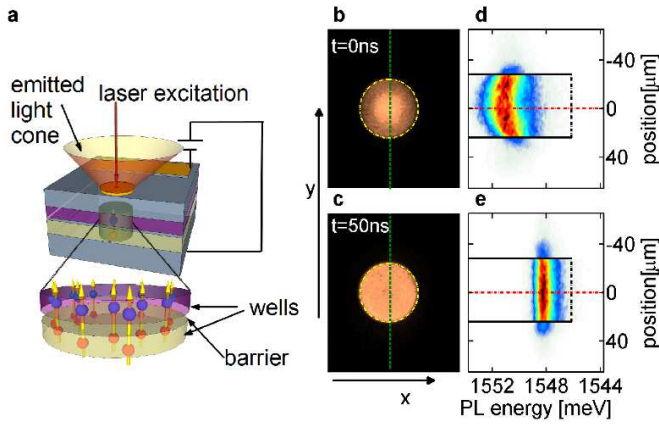 a
emitted
light
cone
laser excitation
wells
barrier
b
t=0ns
c
t=50ns
y
x
d
-40
0
40
position[μm]
e
-40
0
40
position[μm]
1552 1548 1544
PL energy [meV]